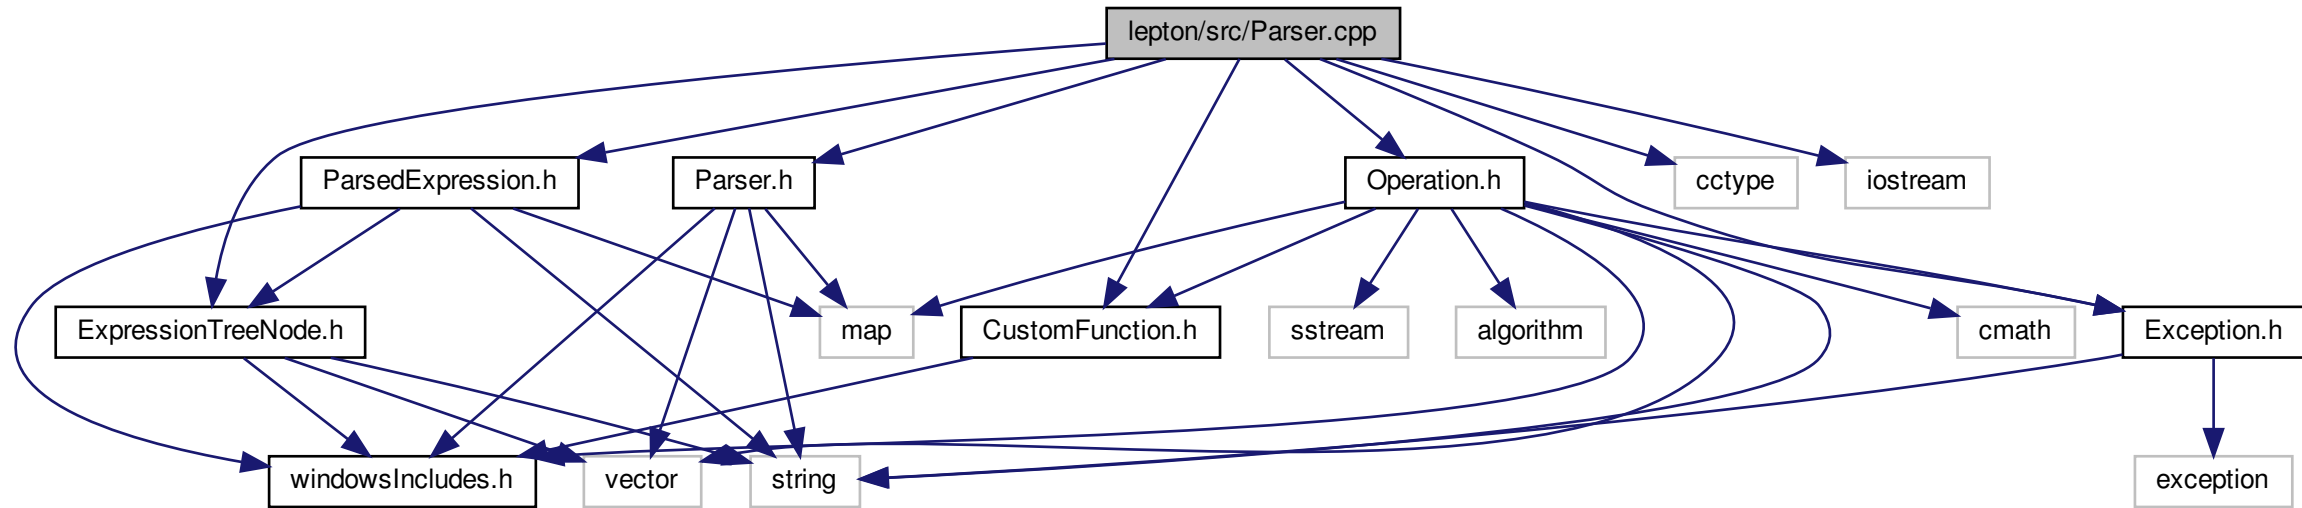 lepton/src/Parser.cpp
ParsedExpression.h
Parser.h
Operation.h
cctype
iostream
ExpressionTreeNode.h
map
CustomFunction.h
sstream
algorithm
cmath
Exception.h
windowsIncludes.h
vector
string
exception